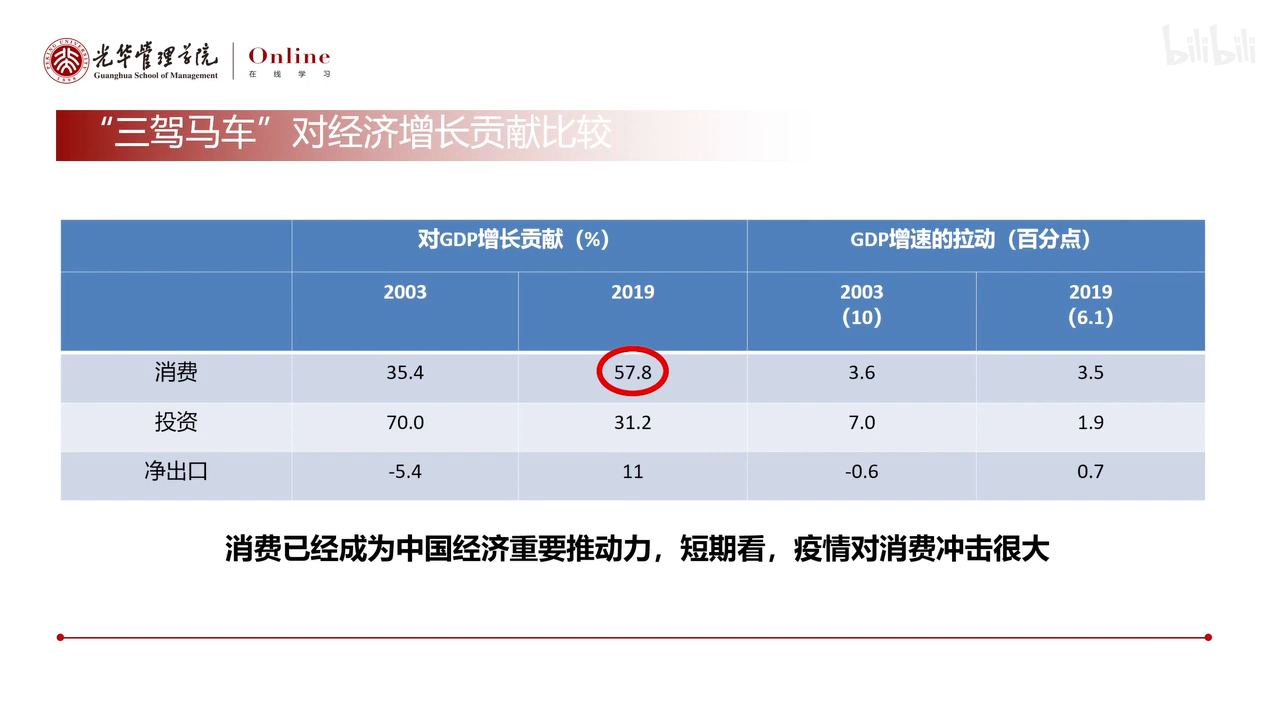 光华管理学院
Guanghua School of Management
Online
在线学习
bilibili
“三驾马车”对经济增长贡献比较
对GDP增长贡献（%） GDP增速的拉动（百分点）
2003 2019 2003 2019
（10） （6.1）
消费 35.4 57.8 3.6 3.5
投资 70.0 31.2 7.0 1.9
净出口 -5.4 11 -0.6 0.7
消费已经成为中国经济重要推动力，短期看，疫情对消费冲击很大